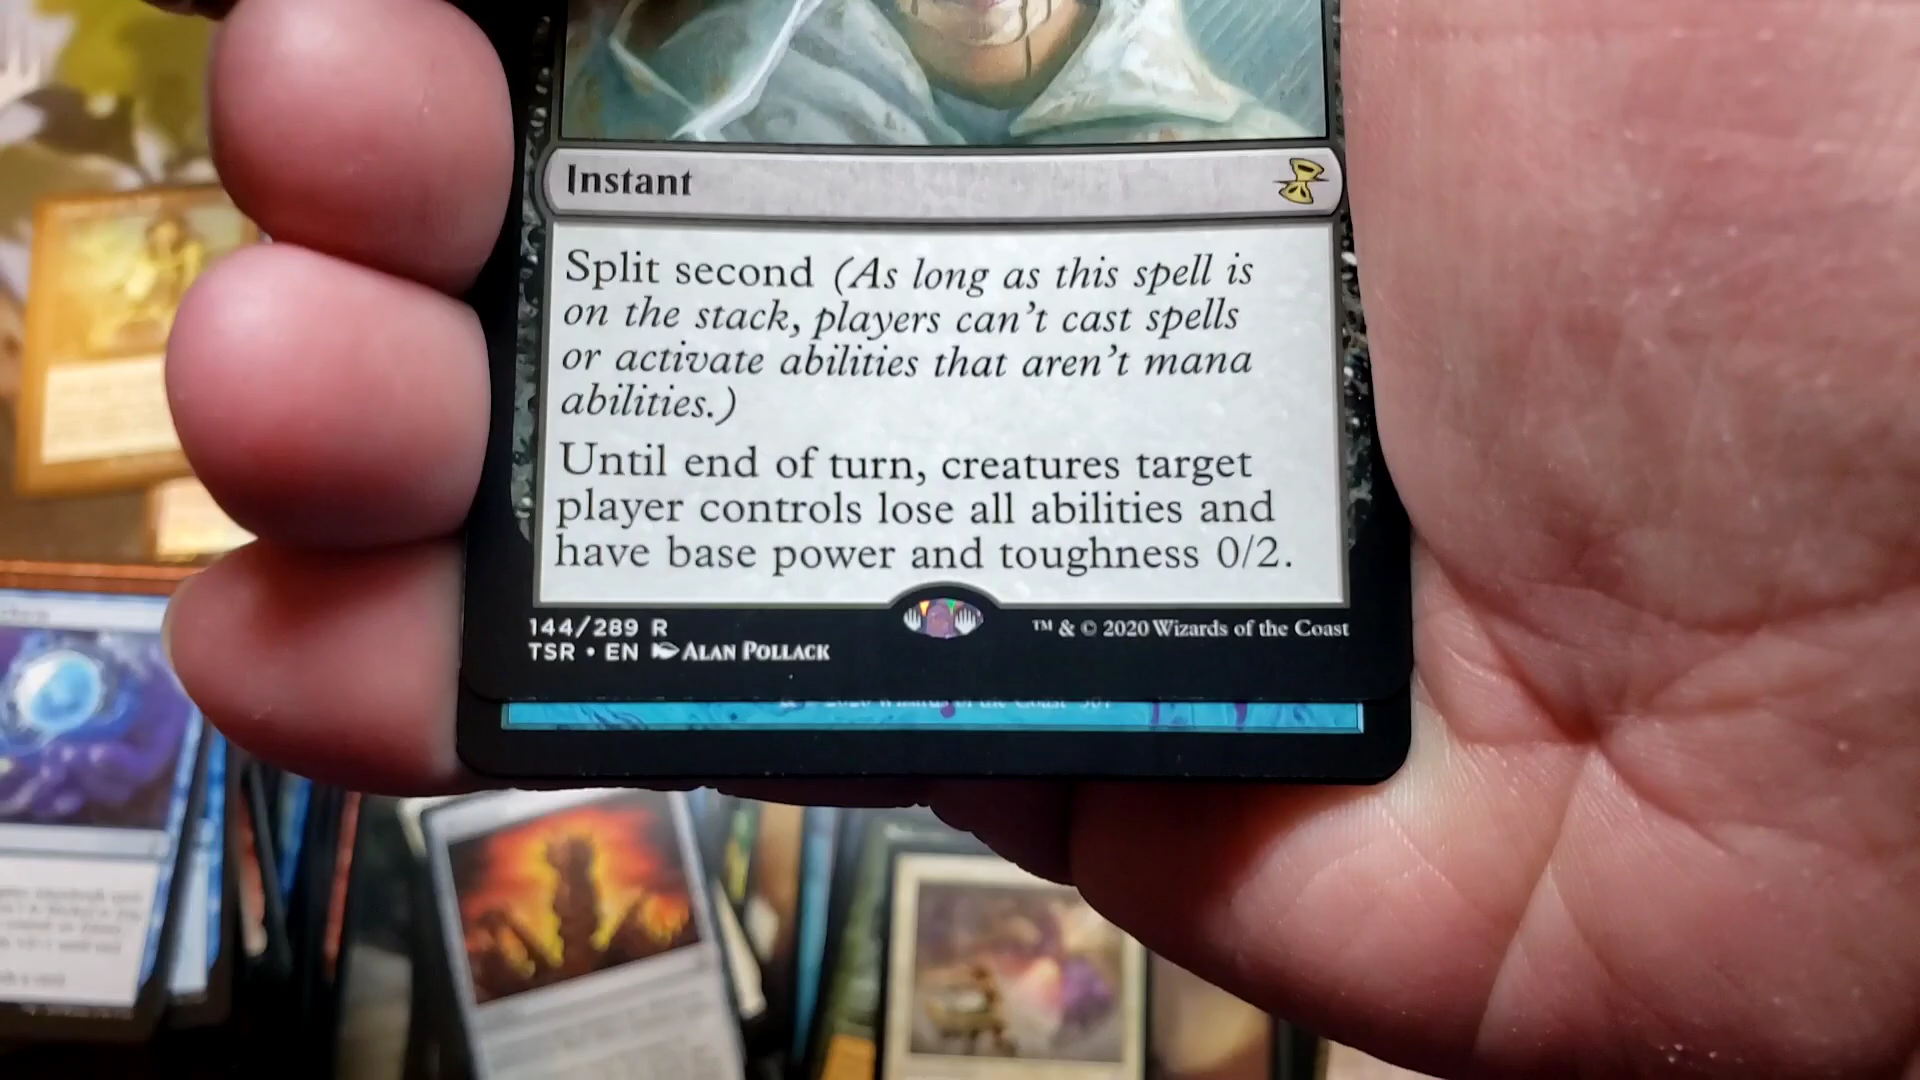 Instant
Split second (As long as this spell is
on the stack, players can't cast spells
or activate abilities that aren't mana
abilities.)
Until end of turn, creatures target
player controls lose all abilities and
have base power and toughness 0/2.
144/289 R
TSR • EN ALAN POLLACK
™ & © 2020 Wizards of the Coast